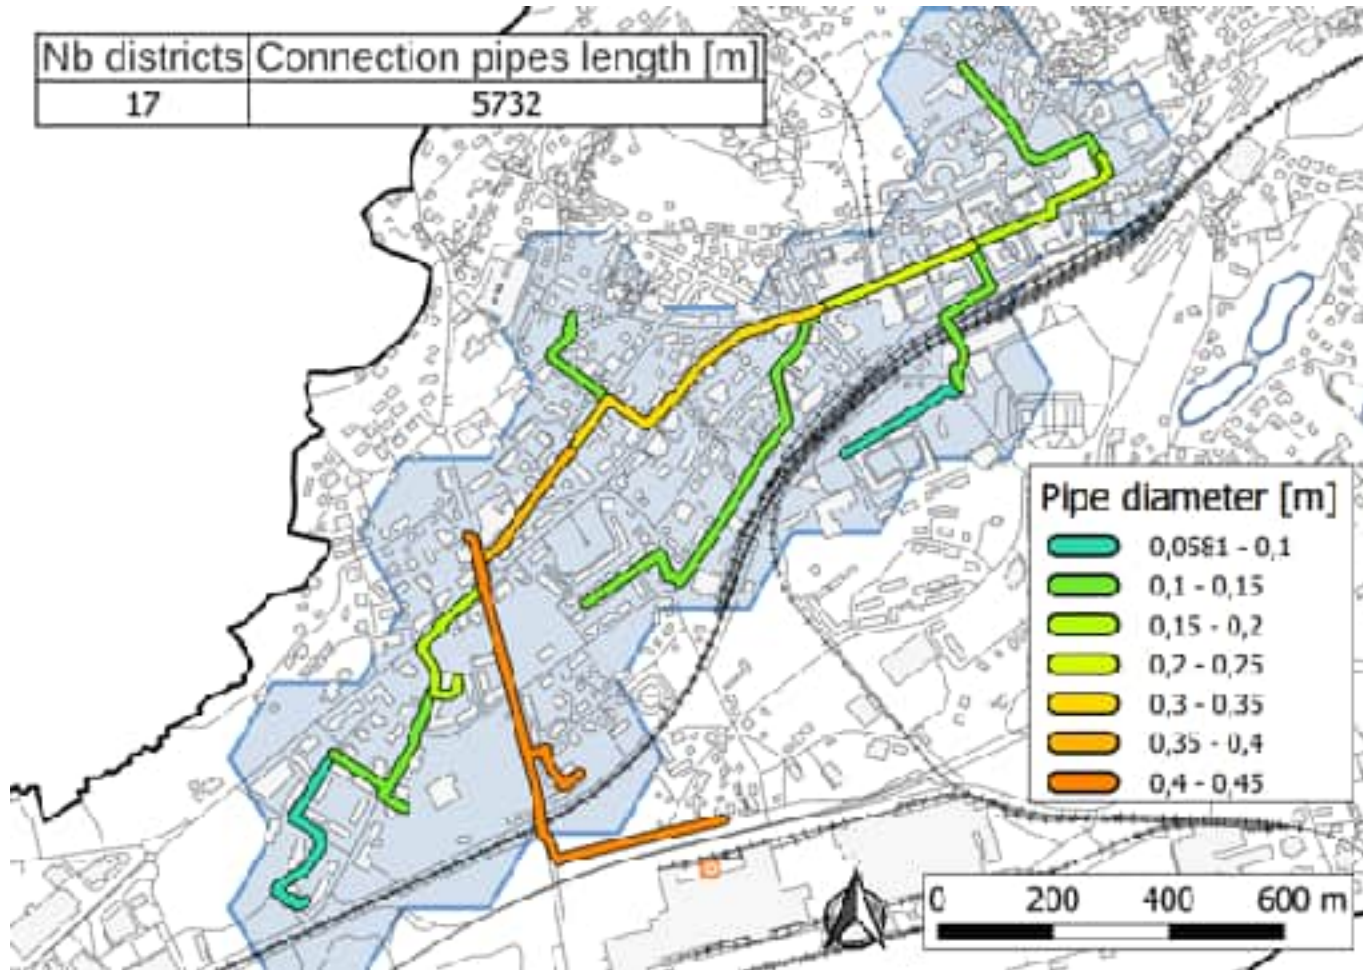 Nb districts Connection pipes length [m]
17 5732
Pipe diameter [m]
0,0581 - 0,1
0,1 - 0,15
0,15 - 0,2
0,2 - 0,25
0,3 - 0,35
0,35 - 0,4
0,4 - 0,45
0 200 400 600 m